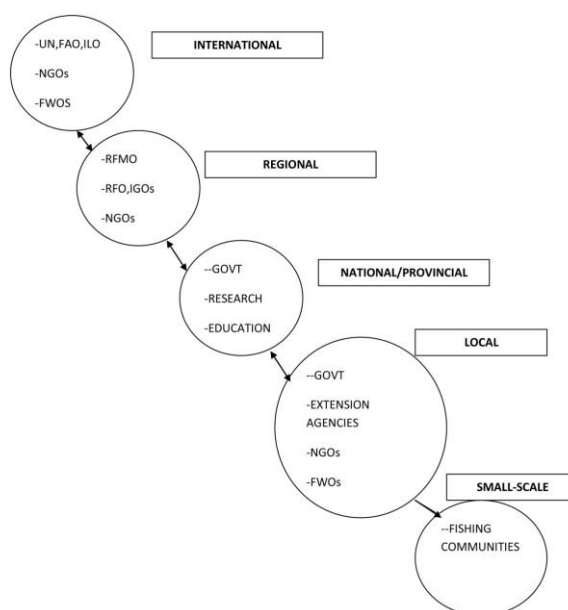 -UN,FAO,ILO
-NGOs
-FWOS
INTERNATIONAL
-RFMO
-RFO,IGOs
-NGOs
REGIONAL
--GOVT
-RESEARCH
-EDUCATION
NATIONAL/PROVINCIAL
LOCAL
--GOVT
-EXTENSION
AGENCIES
-NGOs
-FWOs
SMALL-SCALE
--FISHING
COMMUNITIES